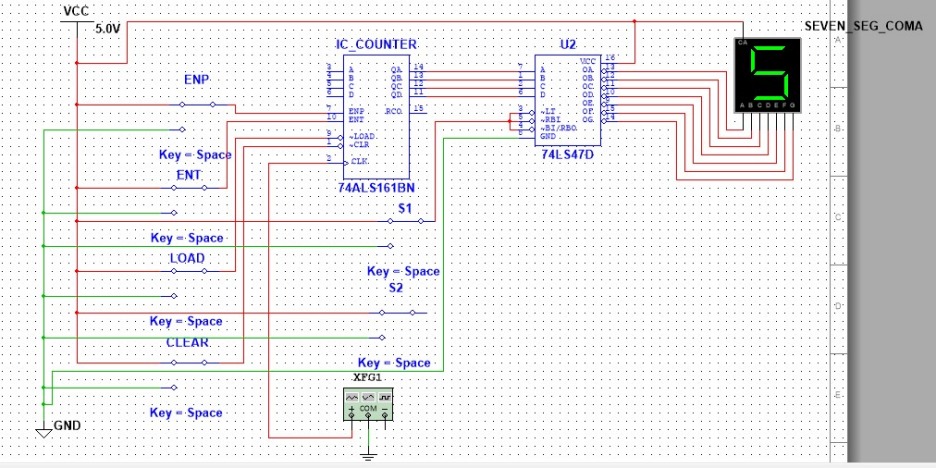 VCC
5.0V
SEVEN_SEG_COMA
IC_COUNTER
U2
CA
ENP
A
B
C
D
QA
QB
QC
QD
14
13
12
11
7
10
ENP
ENT
RCO
15
9
1
~LOAD
~CLR
2
CLK
74ALS161BN
VCC
16
A
B
C
D
OA
OB
OC
OD
OE
OF
OG
7
1
2
6
13
12
11
10
9
15
14
~LT
~RBI
~BI/RBO
GND
3
5
4
8
74LS47D
A B C D E F G
Key = Space
ENT
S1
Key = Space
LOAD
Key = Space
S2
Key = Space
CLEAR
Key = Space
XFG1
COM
Key = Space
GND
A
B
C
D
E